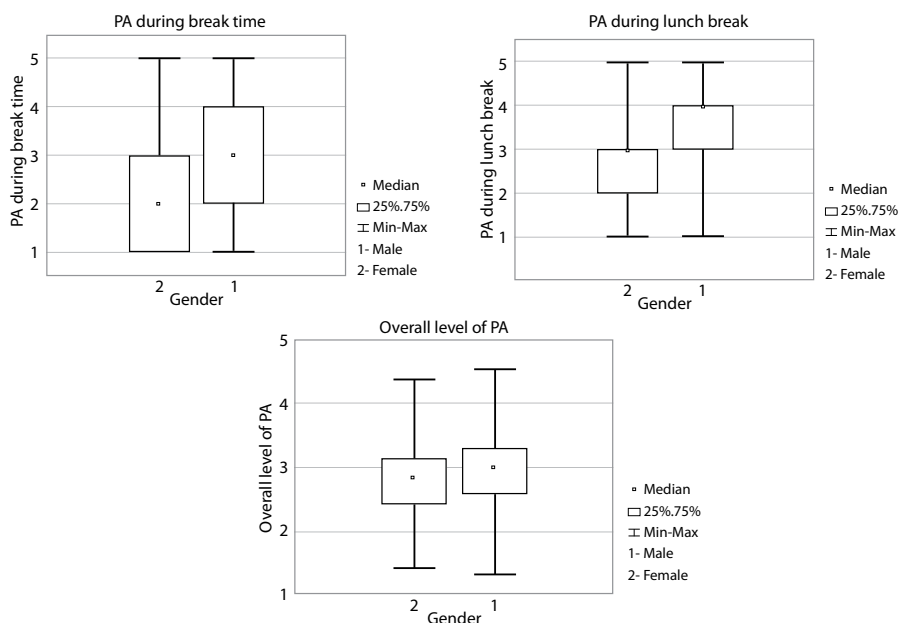 PA during break time
PA during break time
5
4
3
2
1
2 1
Gender
Median
25%.75%
Min-Max
1- Male
2- Female
PA during lunch break
PA during lunch break
5
4
3
2
1
2 1
Gender
Median
25%.75%
Min-Max
1- Male
2- Female
Overall level of PA
Overall level of PA
5
4
3
2
1
2 1
Gender
Median
25%.75%
Min-Max
1- Male
2- Female